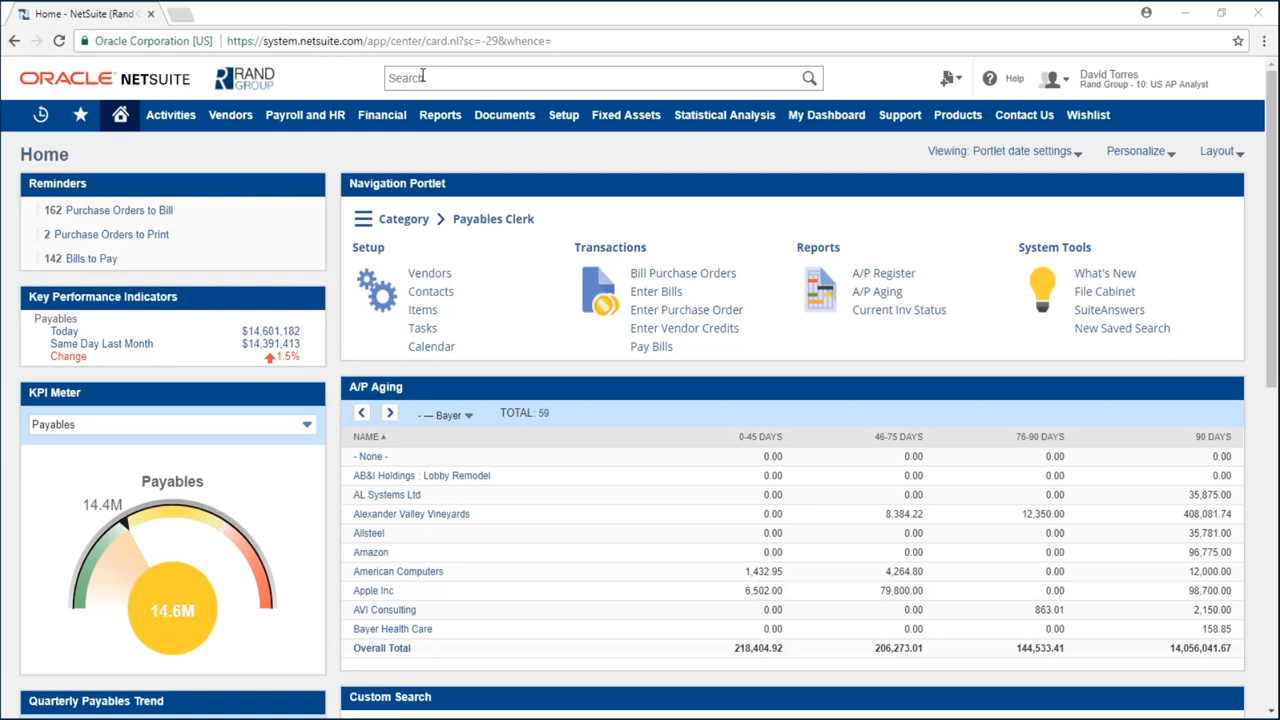 Home - NetSuite (Rand
Oracle Corporation [US] https://system.netsuite.com/app/center/card.nl?sc=-29&whence=
ORACLE NETSUITE RAND GROUP
Search
Help
David Torres
Rand Group - 10: US AP Analyst
Activities Vendors Payroll and HR Financial Reports Documents Setup Fixed Assets Statistical Analysis My Dashboard Support Products Contact Us Wishlist
Home
Viewing: Portlet date settings Personalize Layout
Reminders
162 Purchase Orders to Bill
2 Purchase Orders to Print
142 Bills to Pay
Key Performance Indicators
Payables
Today $14,601,182
Same Day Last Month $14,391,413
Change 1.5%
KPI Meter
Payables
Payables
14.4M
14.6M
Quarterly Payables Trend
Navigation Portlet
Category Payables Clerk
Setup
Vendors
Contacts
Items
Tasks
Calendar
Transactions
Bill Purchase Orders
Enter Bills
Enter Purchase Order
Enter Vendor Credits
Pay Bills
Reports
A/P Register
A/P Aging
Current Inv Status
System Tools
What's New
File Cabinet
SuiteAnswers
New Saved Search
A/P Aging
- — Bayer TOTAL: 59
NAME 0-45 DAYS 46-75 DAYS 76-90 DAYS 90 DAYS
- None - 0.00 0.00 0.00 0.00
AB&I Holdings : Lobby Remodel 0.00 0.00 0.00 0.00
AL Systems Ltd 0.00 0.00 0.00 35,875.00
Alexander Valley Vineyards 0.00 8,384.22 12,350.00 408,081.74
Allsteel 0.00 0.00 0.00 35,781.00
Amazon 0.00 0.00 0.00 96,775.00
American Computers 1,432.95 4,264.80 0.00 12,000.00
Apple Inc 6,502.00 79,800.00 0.00 98,700.00
AVI Consulting 0.00 0.00 863.01 2,150.00
Bayer Health Care 0.00 0.00 0.00 158.85
Overall Total 218,404.92 206,273.01 144,533.41 14,056,041.67
Custom Search